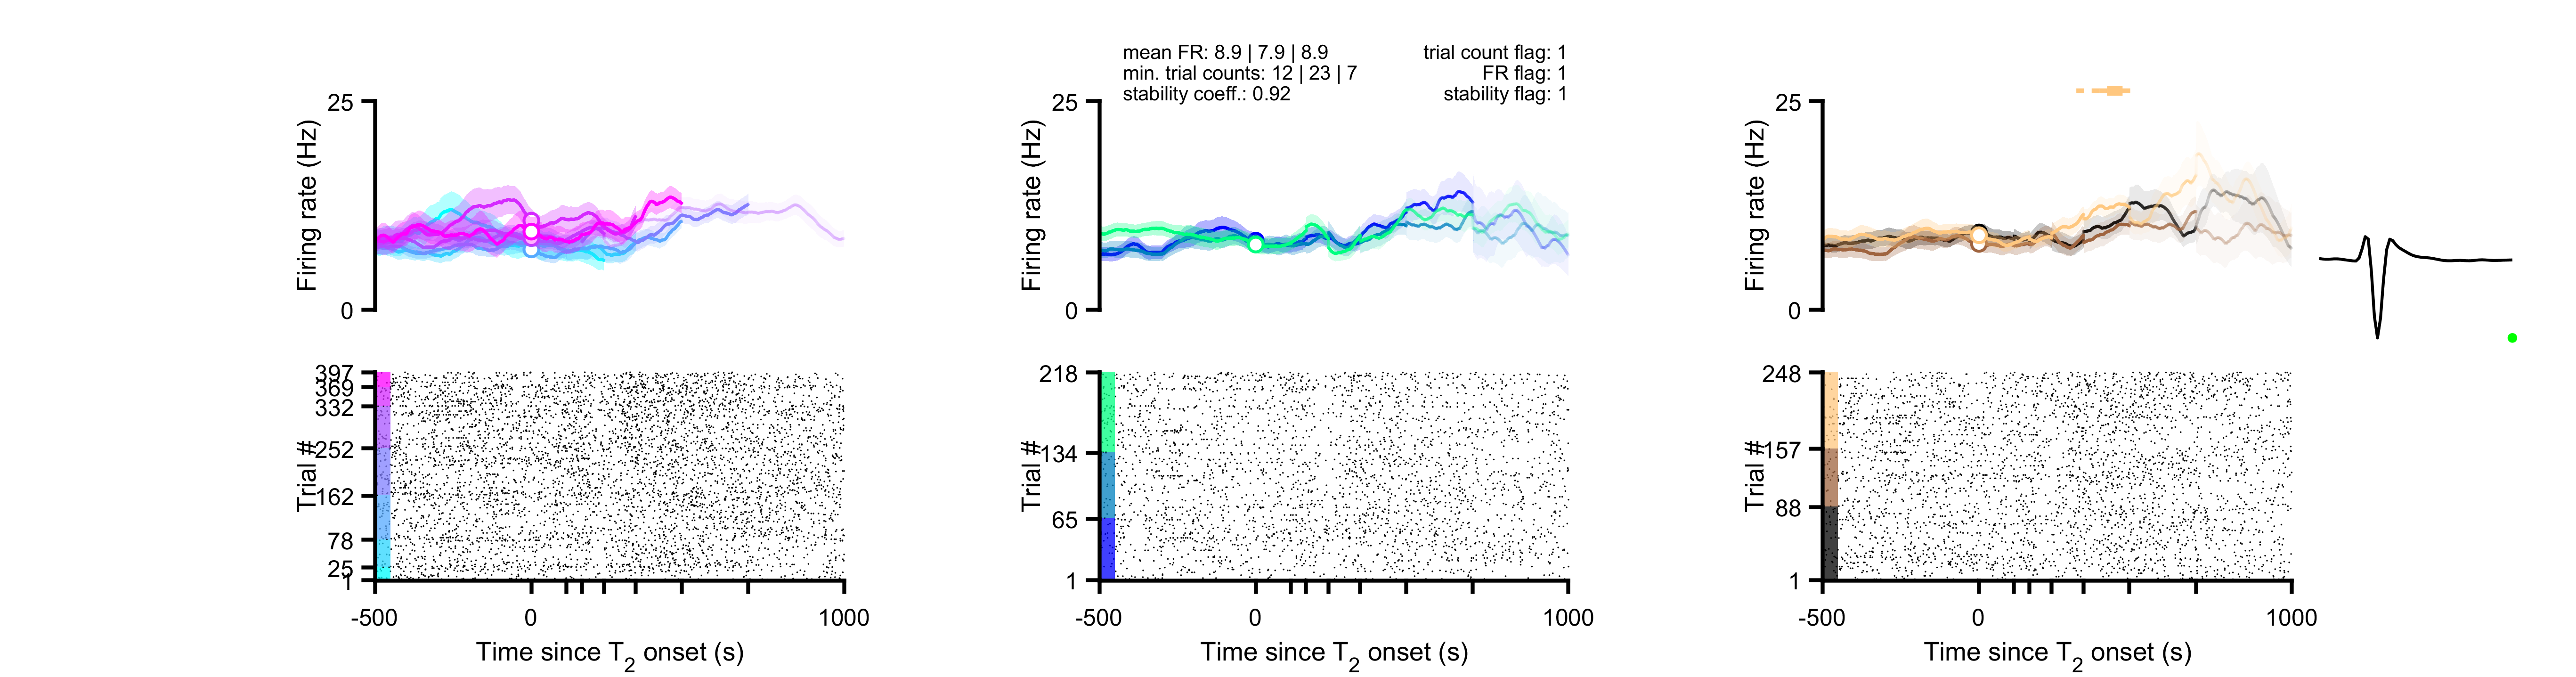 mean FR: 8.9 | 7.9 | 8.9
min. trial counts: 12 | 23 | 7
stability coeff.: 0.92
trial count flag: 1
FR flag: 1
stability flag: 1
25
Firing rate (Hz)
0
25
Firing rate (Hz)
0
25
Firing rate (Hz)
0
397
369
332
252
162
78
25
1
Trial #
-500
0
1000
Time since T2 onset (s)
218
134
65
1
Trial #
-500
0
1000
Time since T2 onset (s)
248
157
88
1
Trial #
-500
0
1000
Time since T2 onset (s)